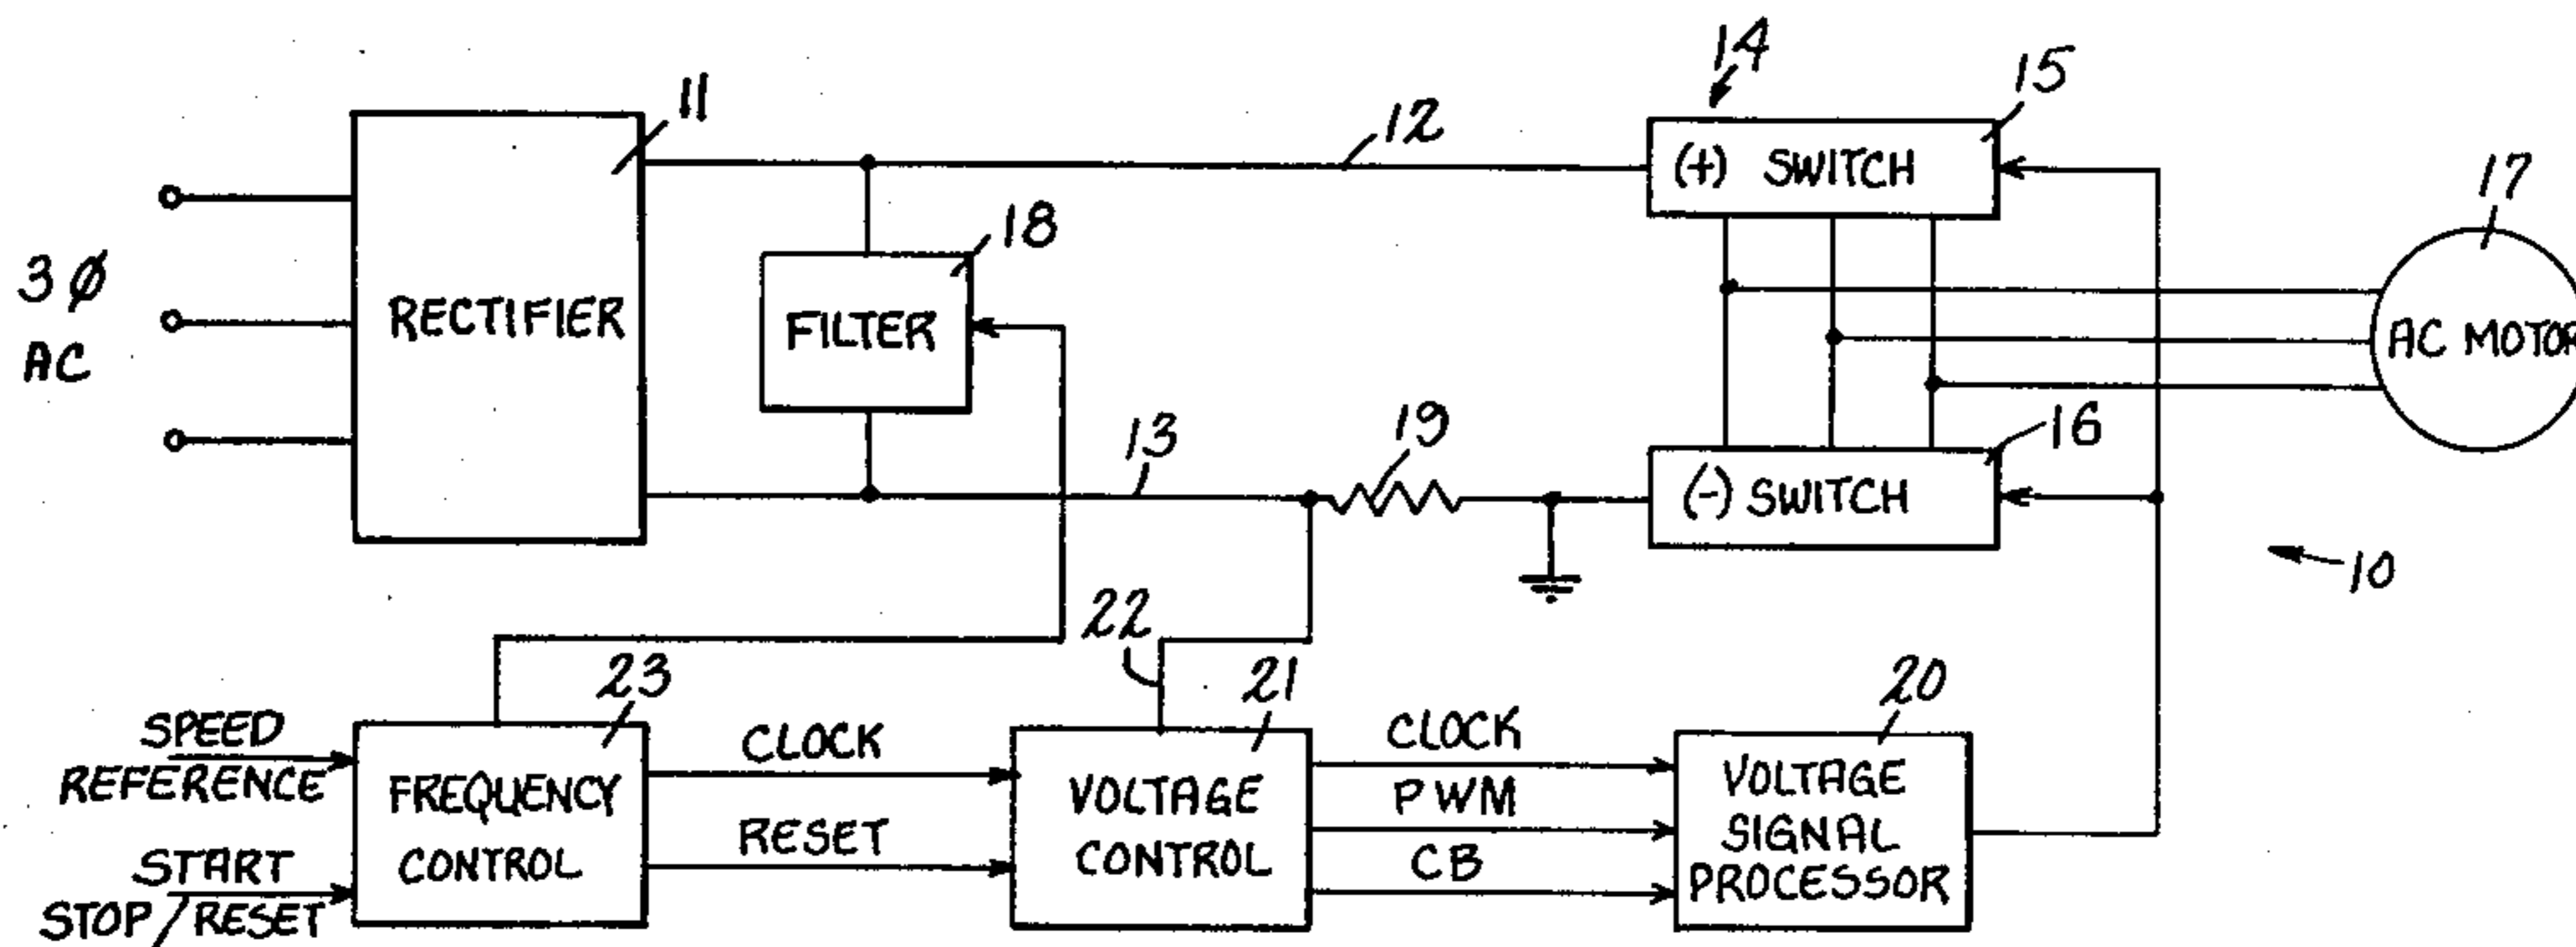 14
15
11
12
(+) SWITCH
17
18
3 Ø
AC
RECTIFIER
FILTER
AC MOTOR
19
13
16
(-) SWITCH
10
22
23
21
20
SPEED
REFERENCE
CLOCK
CLOCK
FREQUENCY
CONTROL
VOLTAGE
CONTROL
PWM
VOLTAGE
SIGNAL
PROCESSOR
START
STOP/RESET
RESET
CB